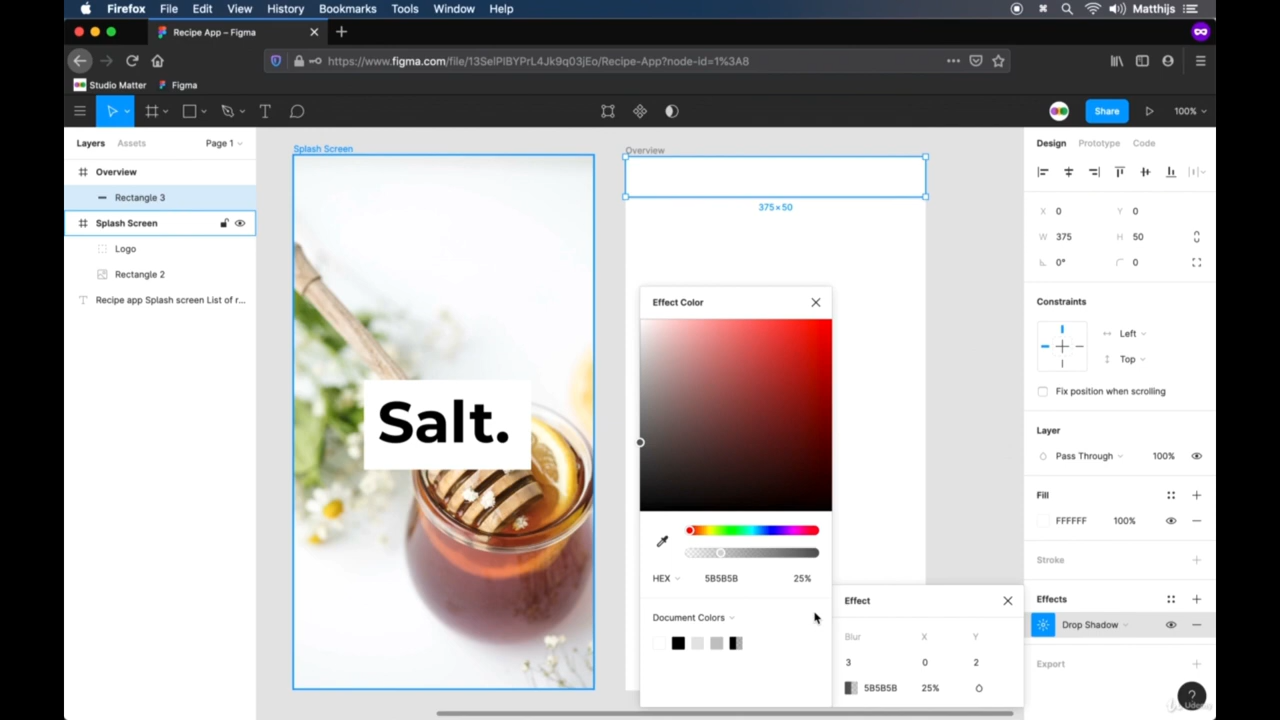 Firefox File Edit View History Bookmarks Tools Window Help Matthijs
Recipe App – Figma
https://www.figma.com/file/13SelPlBYPrL4Jk9q03jEo/Recipe-App?node-id=1%3A8
Studio Matter Figma
Share 100%
Layers Assets Page 1
Overview
Rectangle 3
Splash Screen
Logo
Rectangle 2
Recipe app Splash screen List of r...
Splash Screen
Salt.
Overview
375 × 50
Effect Color
HEX 5B5B5B 25%
Document Colors
Effect
Blur X Y
3 0 2
5B5B5B 25%
Design Prototype Code
X 0 Y 0
W 375 H 50
0° 0
Constraints
Left
Top
Fix position when scrolling
Layer
Pass Through 100%
Fill
FFFFFF 100%
Stroke
Effects
Drop Shadow
Export
?
Udemy